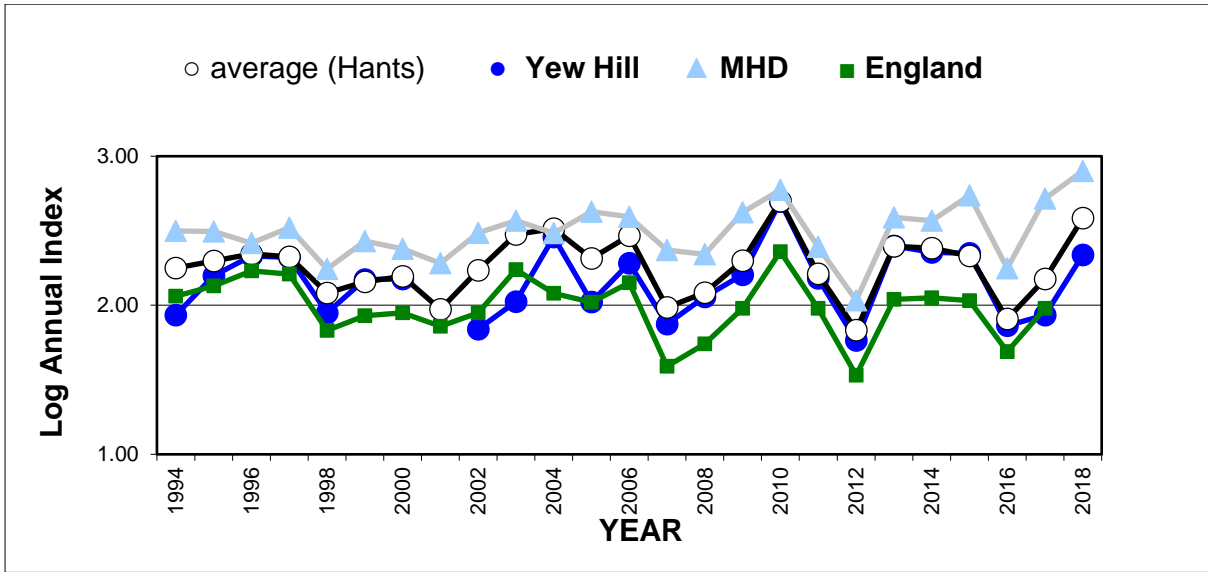 average (Hants) Yew Hill MHD England
Log Annual Index
3.00
2.00
1.00
1994 1996 1998 2000 2002 2004 2006 2008 2010 2012 2014 2016 2018
YEAR